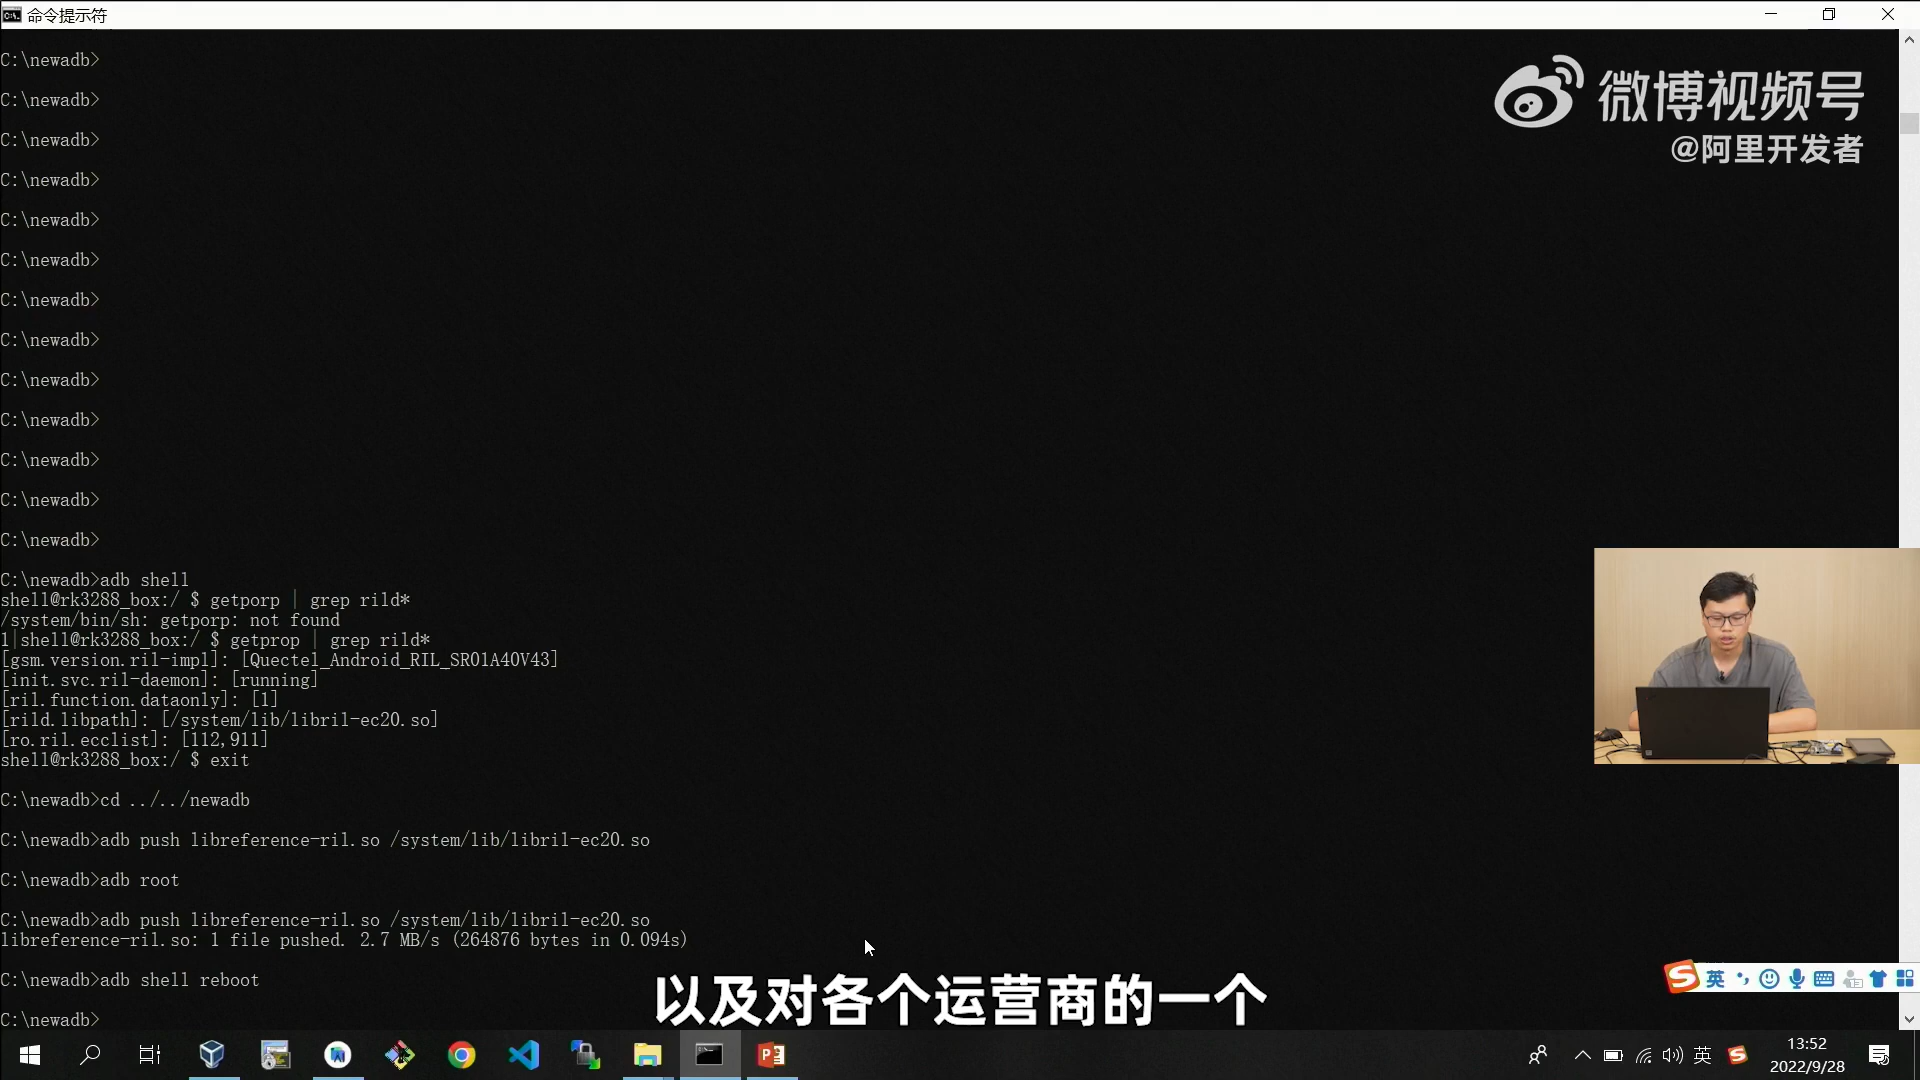 命令提示符
微博视频号
@阿里开发者
C:\newadb>
C:\newadb>
C:\newadb>
C:\newadb>
C:\newadb>
C:\newadb>
C:\newadb>
C:\newadb>
C:\newadb>
C:\newadb>
C:\newadb>
C:\newadb>
C:\newadb>
C:\newadb>adb shell
shell@rk3288_box:/ $ getporp | grep rild*
/system/bin/sh: getporp: not found
1|shell@rk3288_box:/ $ getprop | grep rild*
[gsm.version.ril-impl]: [Quectel_Android_RIL_SR01A40V43]
[init.svc.ril-daemon]: [running]
[ril.function.dataonly]: [1]
[rild.libpath]: [/system/lib/libril-ec20.so]
[ro.ril.ecclist]: [112,911]
shell@rk3288_box:/ $ exit
C:\newadb>cd ../../newadb
C:\newadb>adb push libreference-ril.so /system/lib/libril-ec20.so
C:\newadb>adb root
C:\newadb>adb push libreference-ril.so /system/lib/libril-ec20.so
libreference-ril.so: 1 file pushed. 2.7 MB/s (264876 bytes in 0.094s)
C:\newadb>adb shell reboot
C:\newadb>
以及对各个运营商的一个
英
英
13:52
2022/9/28